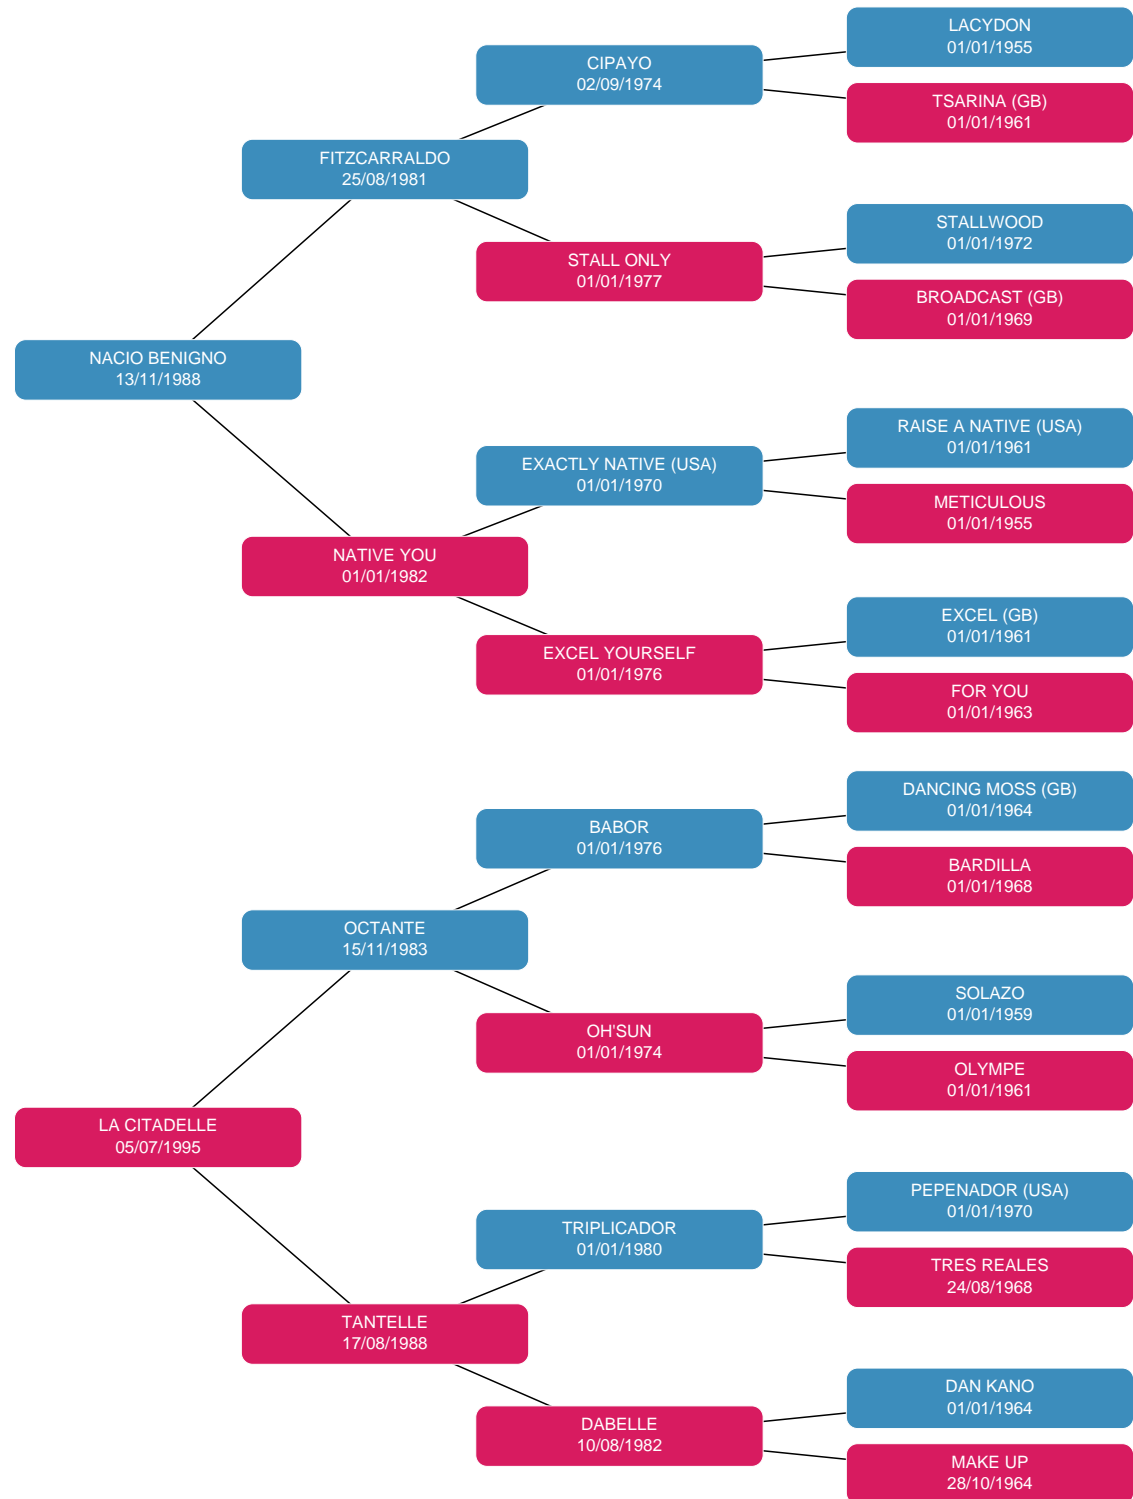 LACYDON
01/01/1955
CIPAYO
02/09/1974
TSARINA (GB)
01/01/1961
FITZCARRALDO
25/08/1981
STALLWOOD
01/01/1972
STALL ONLY
01/01/1977
BROADCAST (GB)
01/01/1969
NACIO BENIGNO
13/11/1988
RAISE A NATIVE (USA)
01/01/1961
EXACTLY NATIVE (USA)
01/01/1970
METICULOUS
01/01/1955
NATIVE YOU
01/01/1982
EXCEL (GB)
01/01/1961
EXCEL YOURSELF
01/01/1976
FOR YOU
01/01/1963
DANCING MOSS (GB)
01/01/1964
BABOR
01/01/1976
BARDILLA
01/01/1968
OCTANTE
15/11/1983
SOLAZO
01/01/1959
OH'SUN
01/01/1974
OLYMPE
01/01/1961
LA CITADELLE
05/07/1995
PEPENADOR (USA)
01/01/1970
TRIPLICADOR
01/01/1980
TRES REALES
24/08/1968
TANTELLE
17/08/1988
DAN KANO
01/01/1964
DABELLE
10/08/1982
MAKE UP
28/10/1964